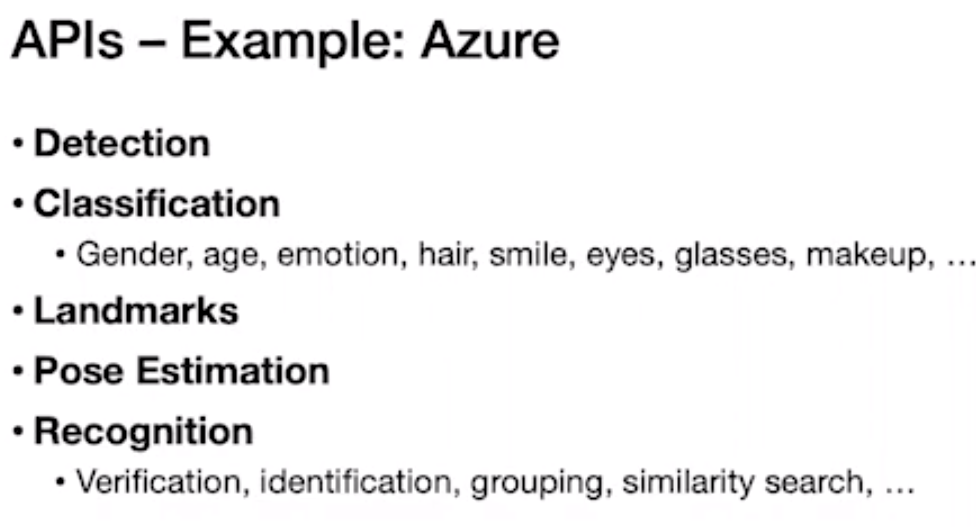 APIs – Example: Azure
• Detection
• Classification
• Gender, age, emotion, hair, smile, eyes, glasses, makeup, ...
• Landmarks
• Pose Estimation
• Recognition
• Verification, identification, grouping, similarity search, ...